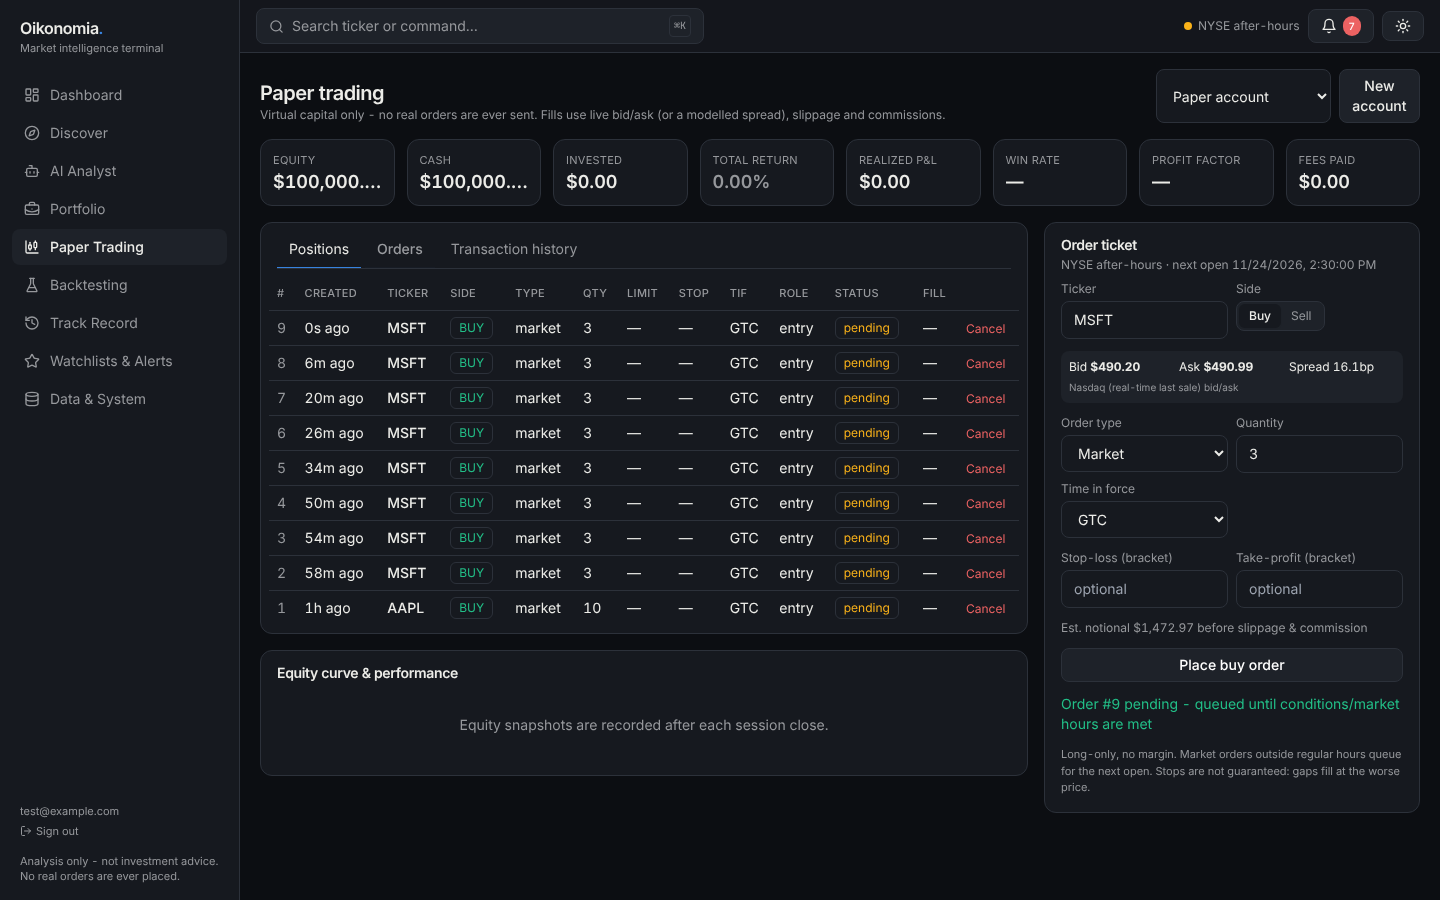 Oikonomia.
Market intelligence terminal
Dashboard
Discover
AI Analyst
Portfolio
Paper Trading
Backtesting
Track Record
Watchlists & Alerts
Data & System
test@example.com
Sign out
Analysis only - not investment advice.
No real orders are ever placed.
Search ticker or command...
⌘K
NYSE after-hours
7
Paper trading
Virtual capital only - no real orders are ever sent. Fills use live bid/ask (or a modelled spread), slippage and commissions.
Paper account
New
account
EQUITY
$100,000....
CASH
$100,000....
INVESTED
$0.00
TOTAL RETURN
0.00%
REALIZED P&L
$0.00
WIN RATE
—
PROFIT FACTOR
—
FEES PAID
$0.00
Positions Orders Transaction history
# CREATED TICKER SIDE TYPE QTY LIMIT STOP TIF ROLE STATUS FILL
9 0s ago MSFT BUY market 3 — — GTC entry pending — Cancel
8 6m ago MSFT BUY market 3 — — GTC entry pending — Cancel
7 20m ago MSFT BUY market 3 — — GTC entry pending — Cancel
6 26m ago MSFT BUY market 3 — — GTC entry pending — Cancel
5 34m ago MSFT BUY market 3 — — GTC entry pending — Cancel
4 50m ago MSFT BUY market 3 — — GTC entry pending — Cancel
3 54m ago MSFT BUY market 3 — — GTC entry pending — Cancel
2 58m ago MSFT BUY market 3 — — GTC entry pending — Cancel
1 1h ago AAPL BUY market 10 — — GTC entry pending — Cancel
Equity curve & performance
Equity snapshots are recorded after each session close.
Order ticket
NYSE after-hours · next open 11/24/2026, 2:30:00 PM
Ticker Side
MSFT Buy Sell
Bid $490.20 Ask $490.99 Spread 16.1bp
Nasdaq (real-time last sale) bid/ask
Order type Quantity
Market 3
Time in force
GTC
Stop-loss (bracket) Take-profit (bracket)
optional optional
Est. notional $1,472.97 before slippage & commission
Place buy order
Order #9 pending - queued until conditions/market
hours are met
Long-only, no margin. Market orders outside regular hours queue
for the next open. Stops are not guaranteed: gaps fill at the worse
price.